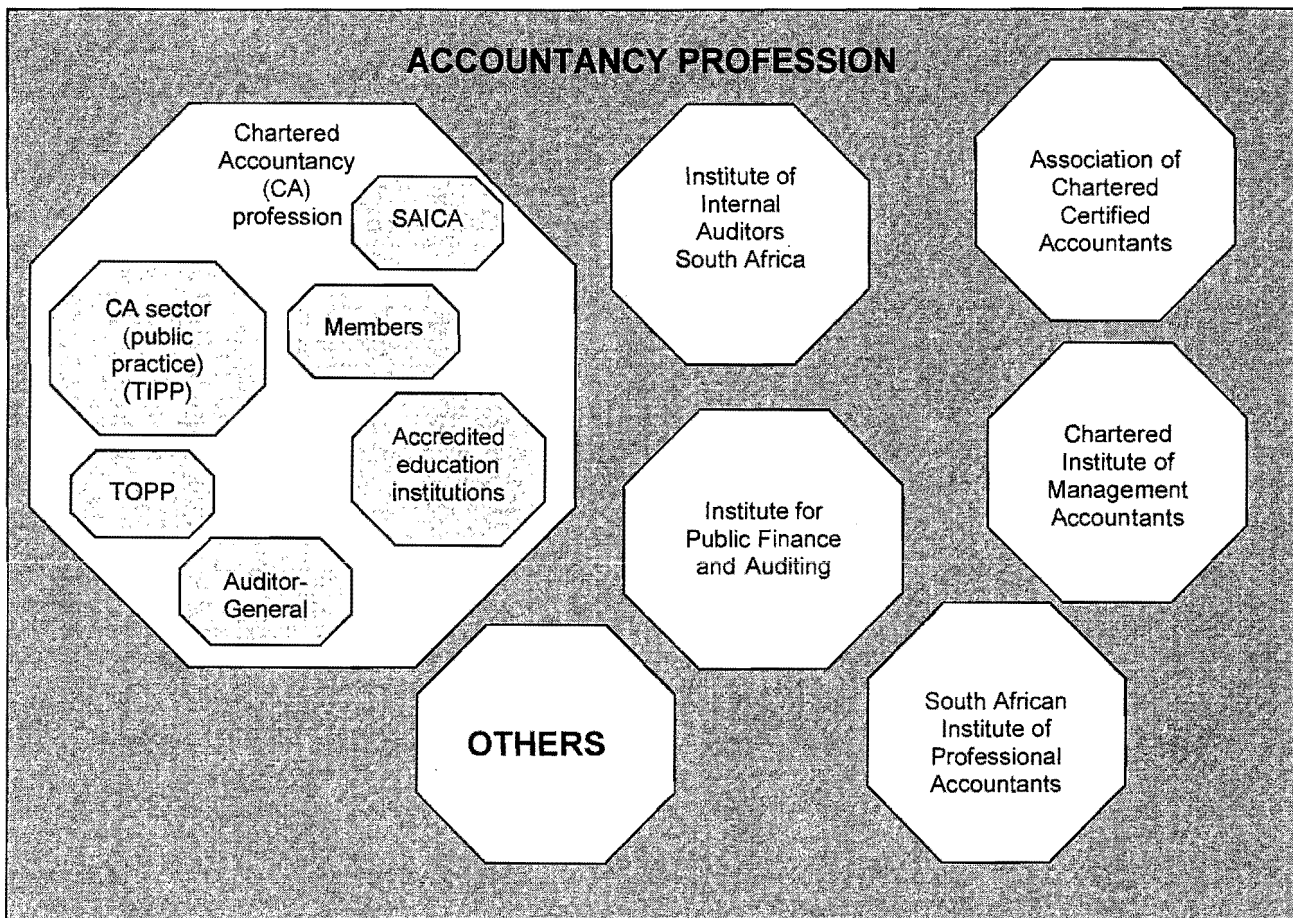 ACCOUNTANCY PROFESSION
Chartered
Accountancy
(CA)
profession
SAICA
CA sector
(public
practice)
(TIPP)
Members
Accredited
education
institutions
TOPP
Auditor-
General
Institute of
Internal
Auditors
South Africa
Association of
Chartered
Certified
Accountants
Institute for
Public Finance
and Auditing
Chartered
Institute of
Management
Accountants
OTHERS
South African
Institute of
Professional
Accountants